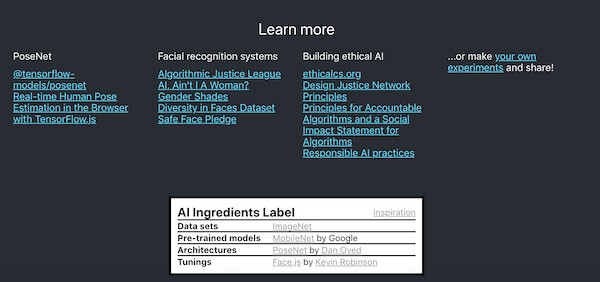 Learn more
PoseNet
@tensorflow-
models/posenet
Real-time Human Pose
Estimation in the Browser
with TensorFlow.js
Facial recognition systems
Algorithmic Justice League
AI, Ain't I A Woman?
Gender Shades
Diversity in Faces Dataset
Safe Face Pledge
Building ethical AI
ethicalcs.org
Design Justice Network
Principles
Principles for Accountable
Algorithms and a Social
Impact Statement for
Algorithms
Responsible AI practices
...or make your own
experiments and share!
AI Ingredients Label Inspiration
Data sets ImageNet
Pre-trained models MobileNet by Google
Architectures PoseNet by Dan Oved
Tunings Face.js by Kevin Robinson